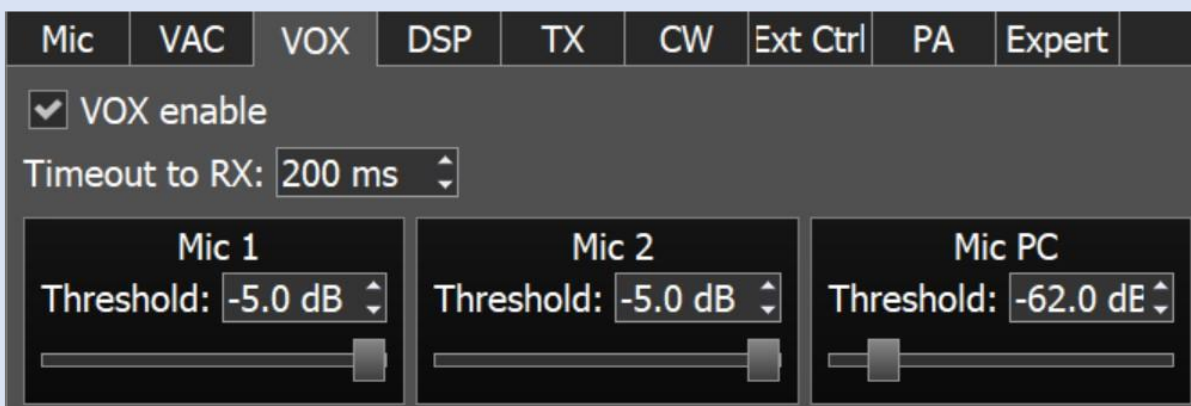 Mic VAC VOX DSP TX CW Ext Ctrl PA Expert
VOX enable
Timeout to RX: 200 ms
Mic 1 Mic 2 Mic PC
Threshold: -5.0 dB Threshold: -5.0 dB Threshold: -62.0 dB